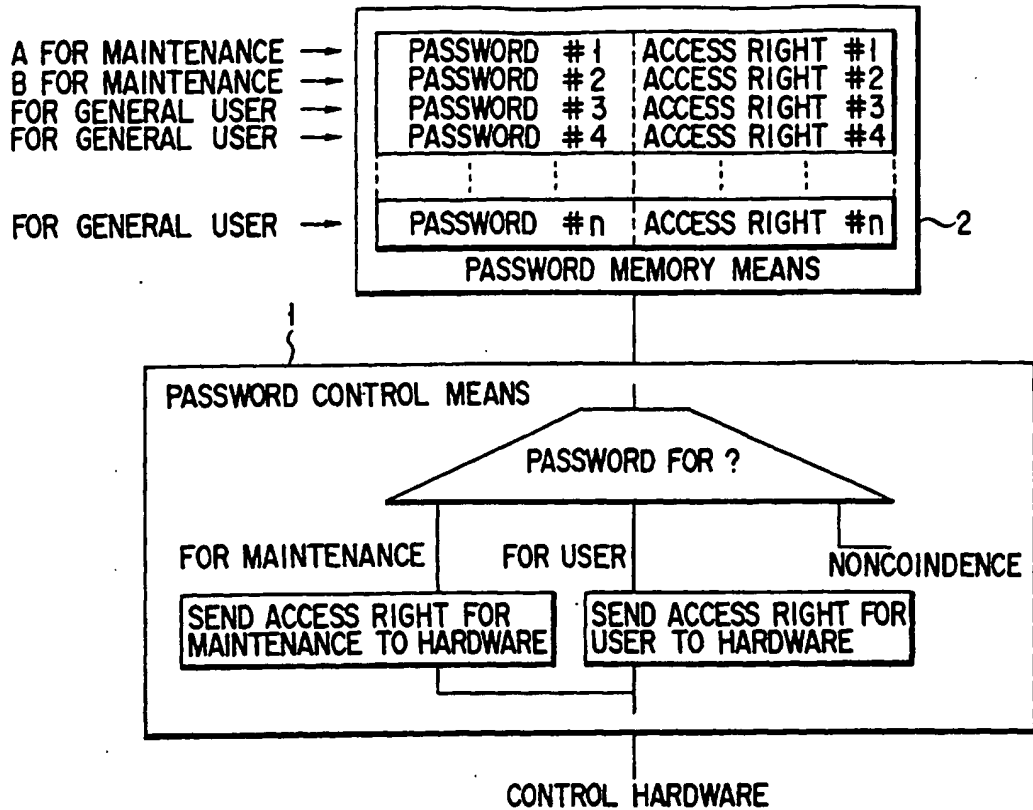 A FOR MAINTENANCE → PASSWORD #1 ACCESS RIGHT #1
B FOR MAINTENANCE → PASSWORD #2 ACCESS RIGHT #2
FOR GENERAL USER → PASSWORD #3 ACCESS RIGHT #3
FOR GENERAL USER → PASSWORD #4 ACCESS RIGHT #4
FOR GENERAL USER → PASSWORD #n ACCESS RIGHT #n
2
PASSWORD MEMORY MEANS
1
PASSWORD CONTROL MEANS
PASSWORD FOR ?
FOR MAINTENANCE
FOR USER
NONCOINDENCE
SEND ACCESS RIGHT FOR
MAINTENANCE TO HARDWARE
SEND ACCESS RIGHT FOR
USER TO HARDWARE
CONTROL HARDWARE